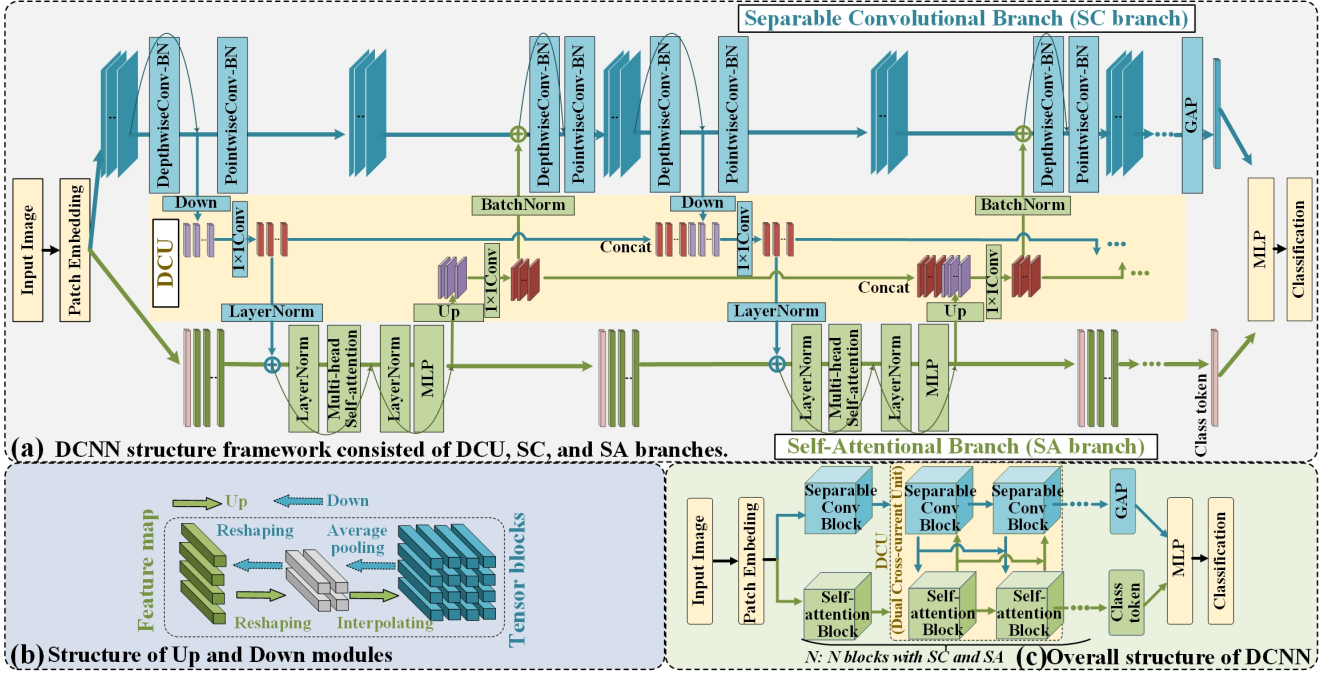 Separable Convolutional Branch (SC branch)
DepthwiseConv-BN
PointwiseConv-BN
DepthwiseConv-BN
PointwiseConv-BN
DepthwiseConv-BN
PointwiseConv-BN
DepthwiseConv-BN
PointwiseConv-BN
GAP
Input Image
Patch Embedding
DCU
Down
1×1Conv
BatchNorm
Concat
Down
1×1Conv
BatchNorm
1×1Conv
Concat
1×1Conv
LayerNorm
Up
LayerNorm
Up
MLP
Classification
LayerNorm
Multi-head
Self-attention
LayerNorm
MLP
LayerNorm
Multi-head
Self-attention
LayerNorm
MLP
Class token
(a) DCNN structure framework consisted of DCU, SC, and SA branches.
Self-Attentional Branch (SA branch)
Up
Down
Feature map
Reshaping
Average
pooling
Reshaping
Interpolating
Tensor blocks
(b) Structure of Up and Down modules
Input Image
Patch Embeding
Separable
Conv
Block
DCU
(Dual Cross-current Unit)
Separable
Conv
Block
Separable
Conv
Block
GAP
Self-
attention
Block
Self-
attention
Block
Self-
attention
Block
Class
token
MLP
Classification
N: N blocks with SC and SA
(c) Overall structure of DCNN